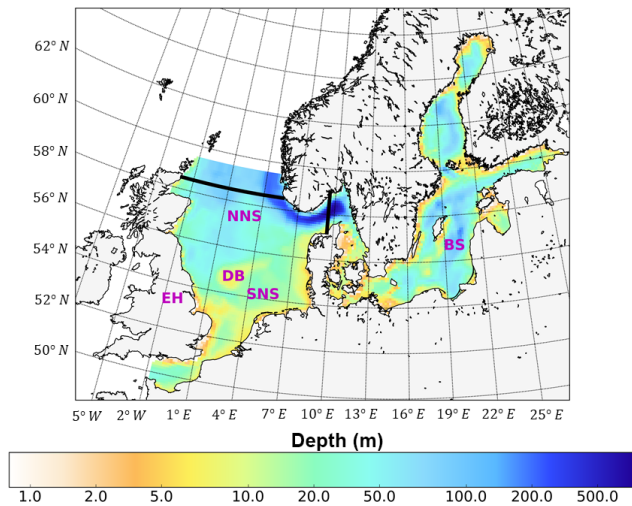 62° N
60° N
58° N
56° N
54° N
52° N
50° N
NNS
DB
SNS
EH
BS
5° W 2° W 1° E 4° E 7° E 10° E 13° E 16° E 19° E 22° E 25° E
Depth (m)
1.0 2.0 5.0 10.0 20.0 50.0 100.0 200.0 500.0